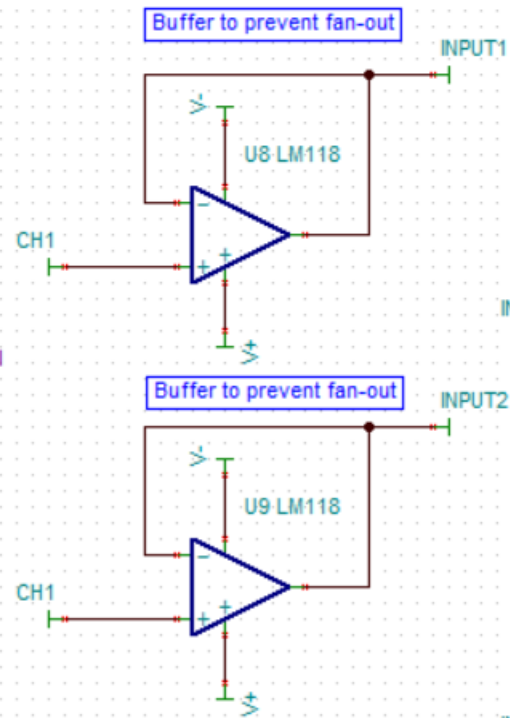 Buffer to prevent fan-out
INPUT1
V-
U8 LM118
-
CH1
+
+
V+
Buffer to prevent fan-out
INPUT2
V-
U9 LM118
-
CH1
+
+
V+